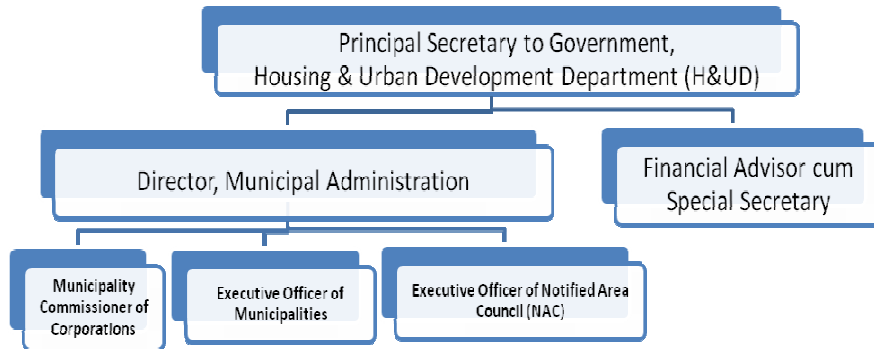 Principal Secretary to Government,
Housing & Urban Development Department (H&UD)
Director, Municipal Administration
Financial Advisor cum
Special Secretary
Municipality
Commissioner of
Corporations
Executive Officer of
Municipalities
Executive Officer of Notified Area
Council (NAC)